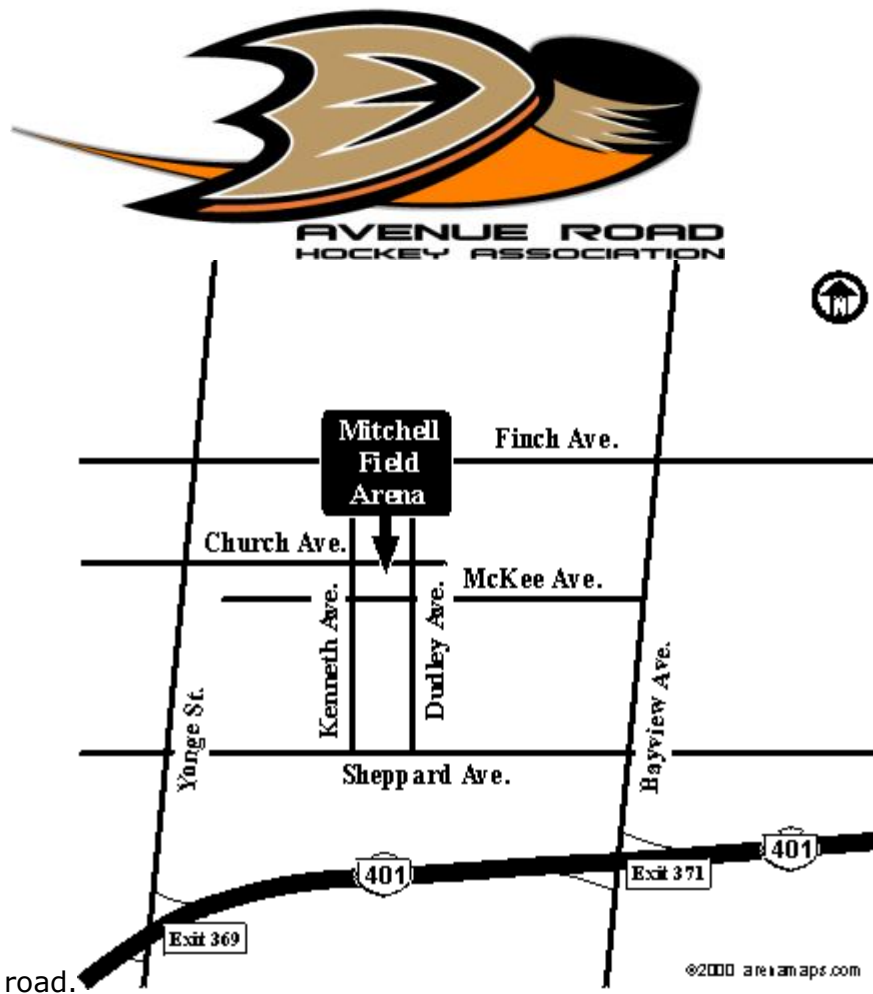 AVENUE ROAD
HOCKEY ASSOCIATION
N
Mitchell
Field
Arena
Finch Ave.
Church Ave.
McKee Ave.
Kenneth Ave.
Dudley Ave.
Yonge St.
Bayview Ave.
Sheppard Ave.
401
401
Exit 371
Exit 369
©2000 arenamaps.com
road.